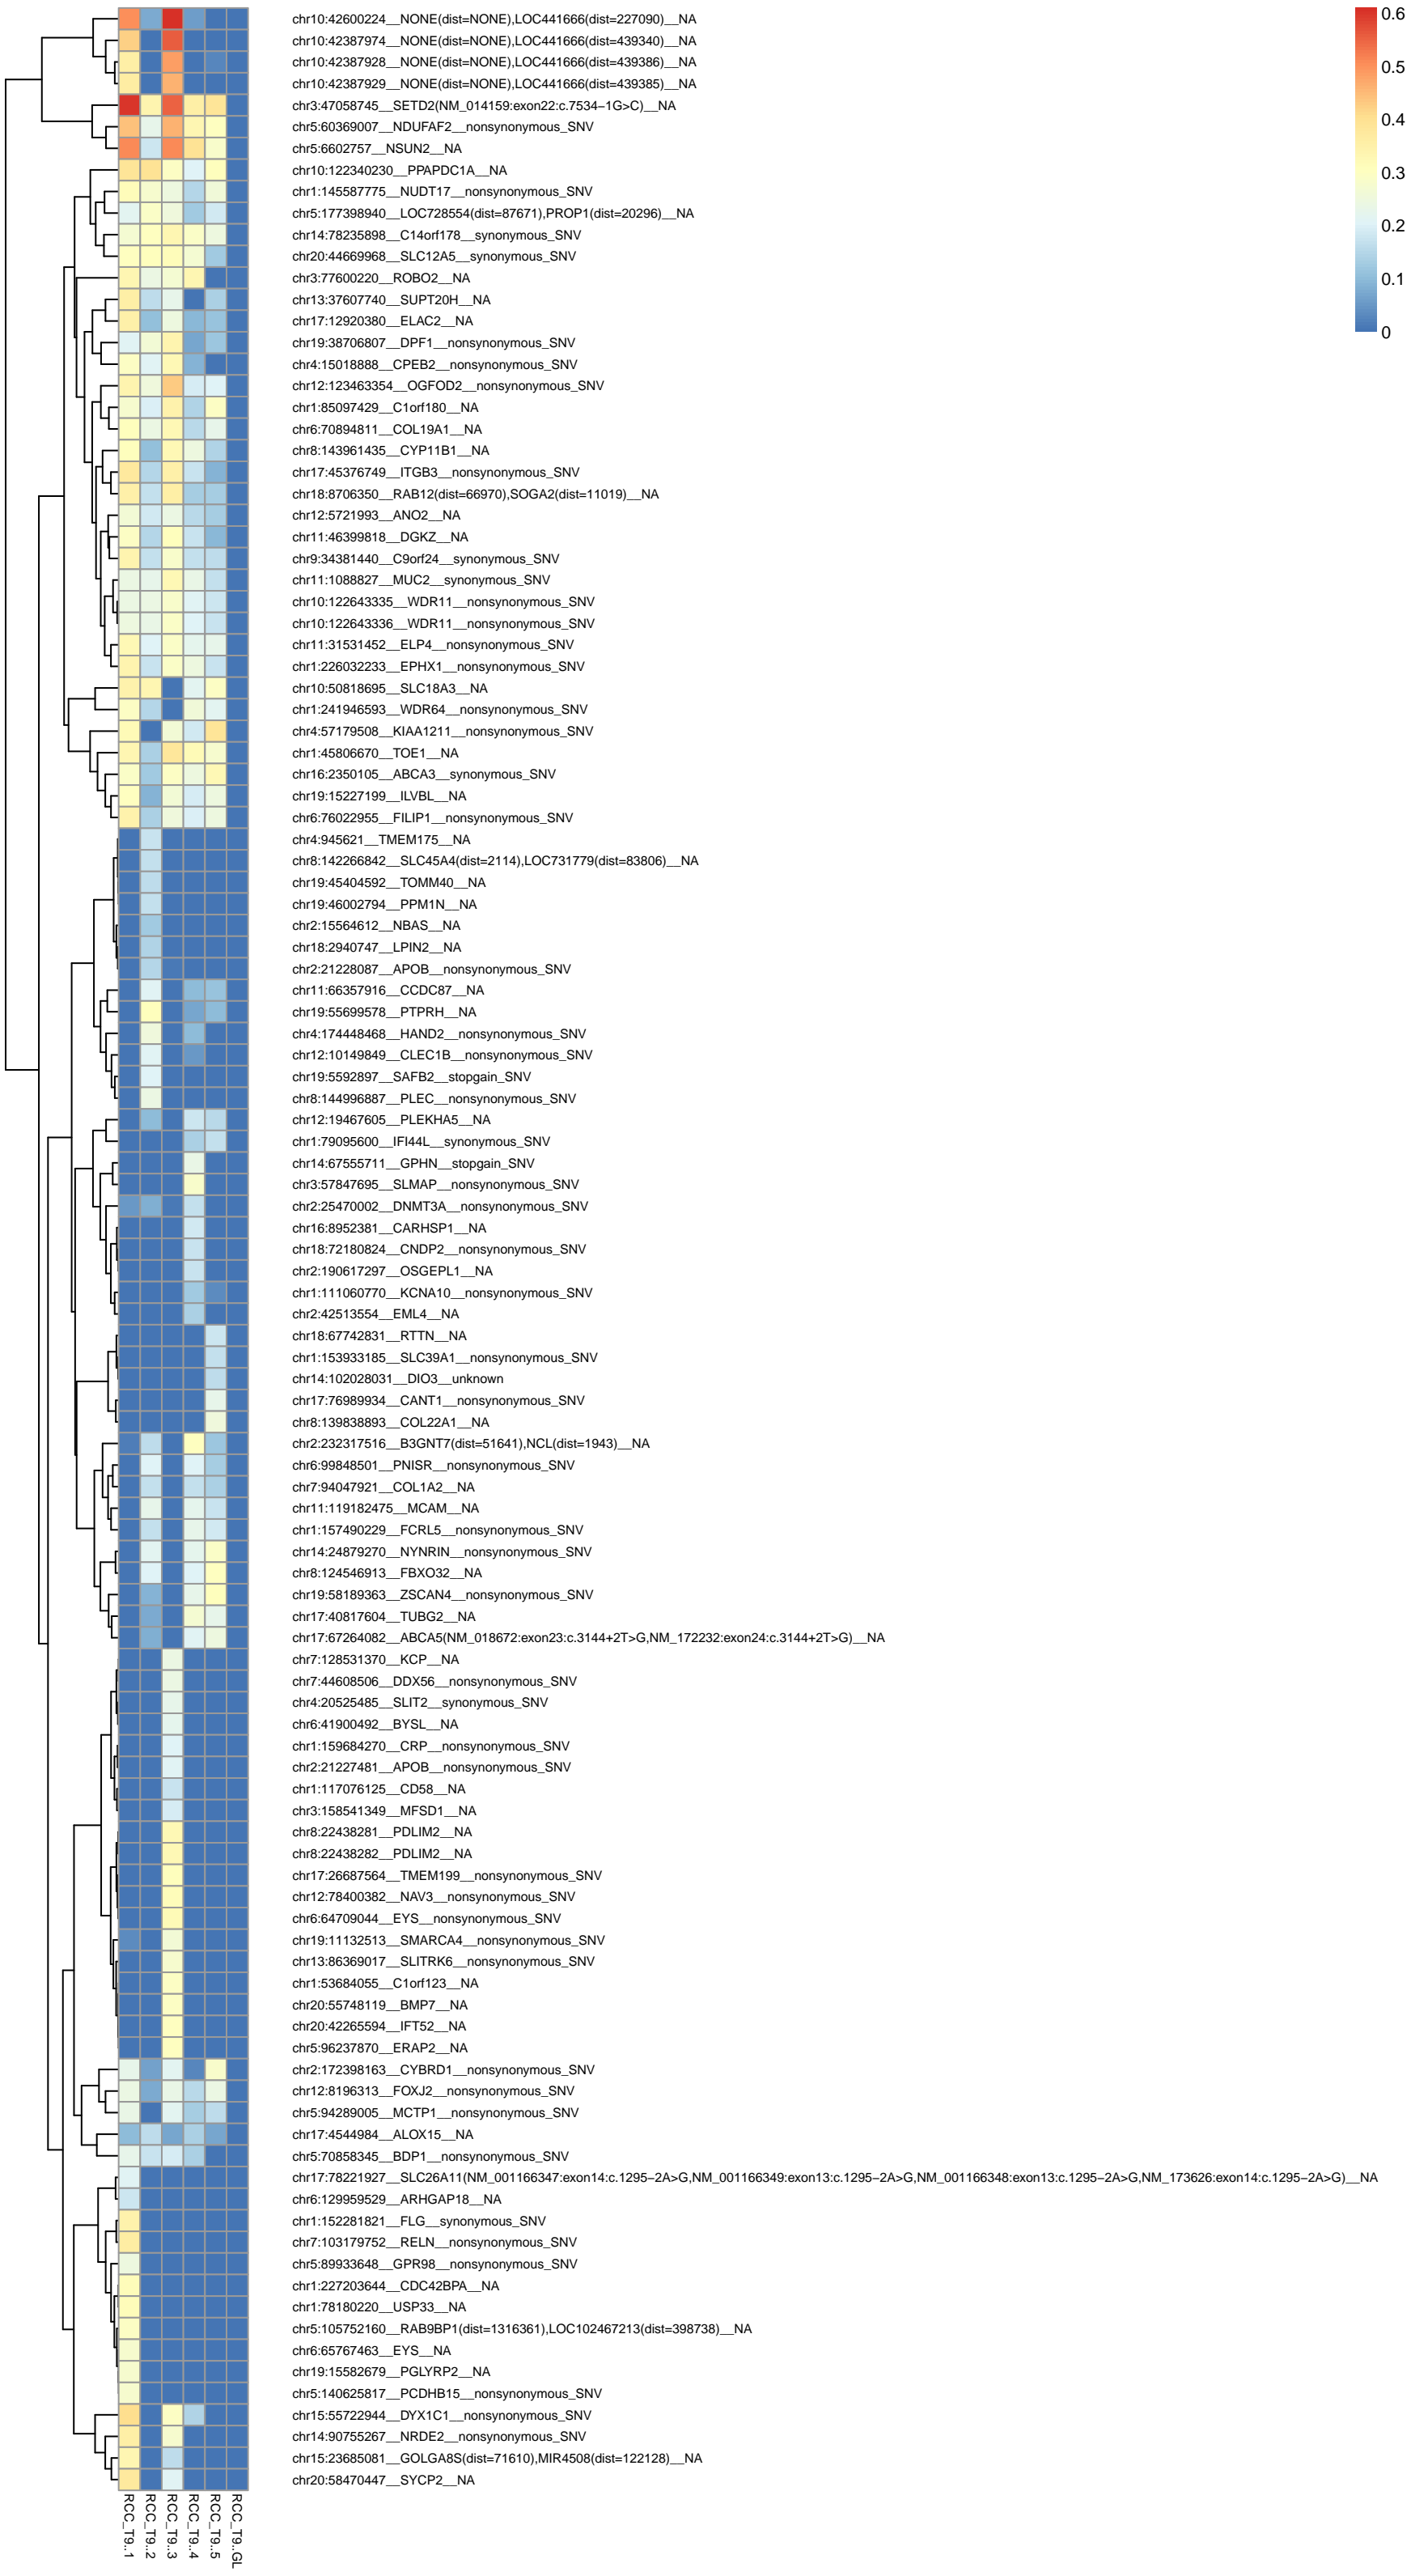 chr10:42600224__NONE(dist=NONE),LOC441666(dist=227090)__NA
chr10:42387974__NONE(dist=NONE),LOC441666(dist=439340)__NA
chr10:42387928__NONE(dist=NONE),LOC441666(dist=439386)__NA
chr10:42387929__NONE(dist=NONE),LOC441666(dist=439385)__NA
chr3:47058745__SETD2(NM_014159:exon22:c.7534−1G>C)__NA
chr5:60369007__NDUFAF2__nonsynonymous_SNV
chr5:6602757__NSUN2__NA
chr10:122340230__PPAPDC1A__NA
chr1:145587775__NUDT17__nonsynonymous_SNV
chr5:177398940__LOC728554(dist=87671),PROP1(dist=20296)__NA
chr14:78235898__C14orf178__synonymous_SNV
chr20:44669968__SLC12A5__synonymous_SNV
chr3:77600220__ROBO2__NA
chr13:37607740__SUPT20H__NA
chr17:12920380__ELAC2__NA
chr19:38706807__DPF1__nonsynonymous_SNV
chr4:15018888__CPEB2__nonsynonymous_SNV
chr12:123463354__OGFOD2__nonsynonymous_SNV
chr1:85097429__C1orf180__NA
chr6:70894811__COL19A1__NA
chr8:143961435__CYP11B1__NA
chr17:45376749__ITGB3__nonsynonymous_SNV
chr18:8706350__RAB12(dist=66970),SOGA2(dist=11019)__NA
chr12:5721993__ANO2__NA
chr11:46399818__DGKZ__NA
chr9:34381440__C9orf24__synonymous_SNV
chr11:1088827__MUC2__synonymous_SNV
chr10:122643335__WDR11__nonsynonymous_SNV
chr10:122643336__WDR11__nonsynonymous_SNV
chr11:31531452__ELP4__nonsynonymous_SNV
chr1:226032233__EPHX1__nonsynonymous_SNV
chr10:50818695__SLC18A3__NA
chr1:241946593__WDR64__nonsynonymous_SNV
chr4:57179508__KIAA1211__nonsynonymous_SNV
chr1:45806670__TOE1__NA
chr16:2350105__ABCA3__synonymous_SNV
chr19:15227199__ILVBL__NA
chr6:76022955__FILIP1__nonsynonymous_SNV
chr4:945621__TMEM175__NA
chr8:142266842__SLC45A4(dist=2114),LOC731779(dist=83806)__NA
chr19:45404592__TOMM40__NA
chr19:46002794__PPM1N__NA
chr2:15564612__NBAS__NA
chr18:2940747__LPIN2__NA
chr2:21228087__APOB__nonsynonymous_SNV
chr11:66357916__CCDC87__NA
chr19:55699578__PTPRH__NA
chr4:174448468__HAND2__nonsynonymous_SNV
chr12:10149849__CLEC1B__nonsynonymous_SNV
chr19:5592897__SAFB2__stopgain_SNV
chr8:144996887__PLEC__nonsynonymous_SNV
chr12:19467605__PLEKHA5__NA
chr1:79095600__IFI44L__synonymous_SNV
chr14:67555711__GPHN__stopgain_SNV
chr3:57847695__SLMAP__nonsynonymous_SNV
chr2:25470002__DNMT3A__nonsynonymous_SNV
chr16:8952381__CARHSP1__NA
chr18:72180824__CNDP2__nonsynonymous_SNV
chr2:190617297__OSGEPL1__NA
chr1:111060770__KCNA10__nonsynonymous_SNV
chr2:42513554__EML4__NA
chr18:67742831__RTTN__NA
chr1:153933185__SLC39A1__nonsynonymous_SNV
chr14:102028031__DIO3__unknown
chr17:76989934__CANT1__nonsynonymous_SNV
chr8:139838893__COL22A1__NA
chr2:232317516__B3GNT7(dist=51641),NCL(dist=1943)__NA
chr6:99848501__PNISR__nonsynonymous_SNV
chr7:94047921__COL1A2__NA
chr11:119182475__MCAM__NA
chr1:157490229__FCRL5__nonsynonymous_SNV
chr14:24879270__NYNRIN__nonsynonymous_SNV
chr8:124546913__FBXO32__NA
chr19:58189363__ZSCAN4__nonsynonymous_SNV
chr17:40817604__TUBG2__NA
chr17:67264082__ABCA5(NM_018672:exon23:c.3144+2T>G,NM_172232:exon24:c.3144+2T>G)__NA
chr7:128531370__KCP__NA
chr7:44608506__DDX56__nonsynonymous_SNV
chr4:20525485__SLIT2__synonymous_SNV
chr6:41900492__BYSL__NA
chr1:159684270__CRP__nonsynonymous_SNV
chr2:21227481__APOB__nonsynonymous_SNV
chr1:117076125__CD58__NA
chr3:158541349__MFSD1__NA
chr8:22438281__PDLIM2__NA
chr8:22438282__PDLIM2__NA
chr17:26687564__TMEM199__nonsynonymous_SNV
chr12:78400382__NAV3__nonsynonymous_SNV
chr6:64709044__EYS__nonsynonymous_SNV
chr19:11132513__SMARCA4__nonsynonymous_SNV
chr13:86369017__SLITRK6__nonsynonymous_SNV
chr1:53684055__C1orf123__NA
chr20:55748119__BMP7__NA
chr20:42265594__IFT52__NA
chr5:96237870__ERAP2__NA
chr2:172398163__CYBRD1__nonsynonymous_SNV
chr12:8196313__FOXJ2__nonsynonymous_SNV
chr5:94289005__MCTP1__nonsynonymous_SNV
chr17:4544984__ALOX15__NA
chr5:70858345__BDP1__nonsynonymous_SNV
chr17:78221927__SLC26A11(NM_001166347:exon14:c.1295−2A>G,NM_001166349:exon13:c.1295−2A>G,NM_001166348:exon13:c.1295−2A>G,NM_173626:exon14:c.1295−2A>G)__NA
chr6:129959529__ARHGAP18__NA
chr1:152281821__FLG__synonymous_SNV
chr7:103179752__RELN__nonsynonymous_SNV
chr5:89933648__GPR98__nonsynonymous_SNV
chr1:227203644__CDC42BPA__NA
chr1:78180220__USP33__NA
chr5:105752160__RAB9BP1(dist=1316361),LOC102467213(dist=398738)__NA
chr6:65767463__EYS__NA
chr19:15582679__PGLYRP2__NA
chr5:140625817__PCDHB15__nonsynonymous_SNV
chr15:55722944__DYX1C1__nonsynonymous_SNV
chr14:90755267__NRDE2__nonsynonymous_SNV
chr15:23685081__GOLGA8S(dist=71610),MIR4508(dist=122128)__NA
chr20:58470447__SYCP2__NA
RCC_T9..1
RCC_T9..2
RCC_T9..3
RCC_T9..4
RCC_T9..5
RCC_T9..GL
0.6
0.5
0.4
0.3
0.2
0.1
0